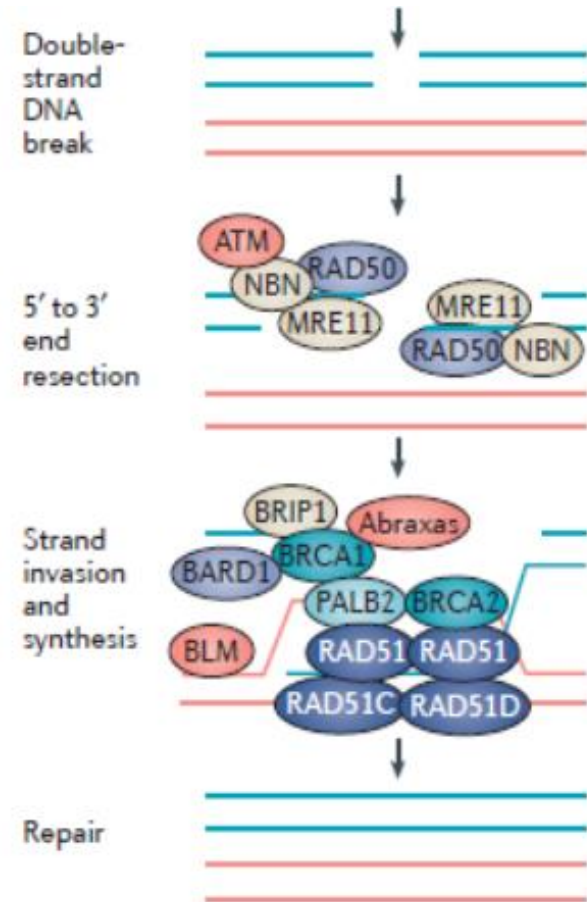 Double-
strand
DNA
break
ATM
NBN
RAD50
MRE11
MRE11
RAD50
NBN
5′ to 3′
end
resection
BRIP1
Abraxas
BRCA1
BARD1
PALB2
BRCA2
Strand
invasion
and
synthesis
BLM
RAD51
RAD51
RAD51C
RAD51D
Repair